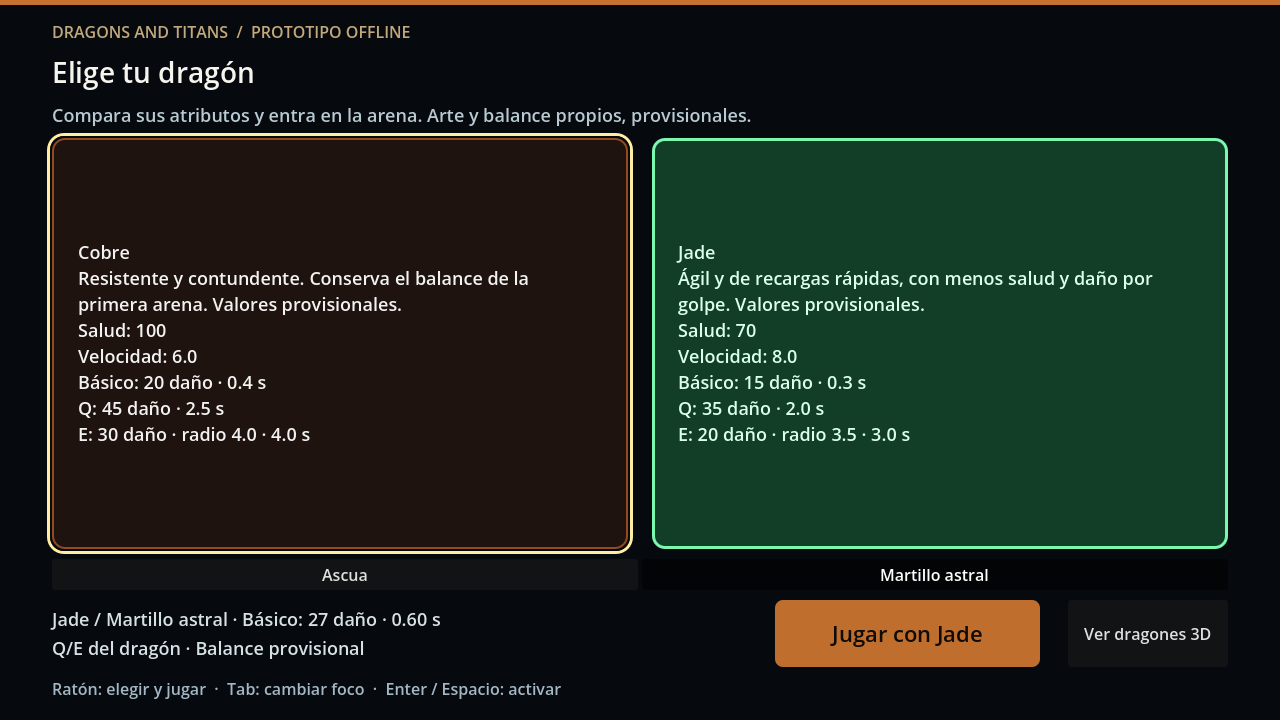 DRAGONS AND TITANS / PROTOTIPO OFFLINE
Elige tu dragón
Compara sus atributos y entra en la arena. Arte y balance propios, provisionales.
Cobre
Resistente y contundente. Conserva el balance de la
primera arena. Valores provisionales.
Salud: 100
Velocidad: 6.0
Básico: 20 daño · 0.4 s
Q: 45 daño · 2.5 s
E: 30 daño · radio 4.0 · 4.0 s
Jade
Ágil y de recargas rápidas, con menos salud y daño por
golpe. Valores provisionales.
Salud: 70
Velocidad: 8.0
Básico: 15 daño · 0.3 s
Q: 35 daño · 2.0 s
E: 20 daño · radio 3.5 · 3.0 s
Ascua
Martillo astral
Jade / Martillo astral · Básico: 27 daño · 0.60 s
Q/E del dragón · Balance provisional
Jugar con Jade
Ver dragones 3D
Ratón: elegir y jugar · Tab: cambiar foco · Enter / Espacio: activar